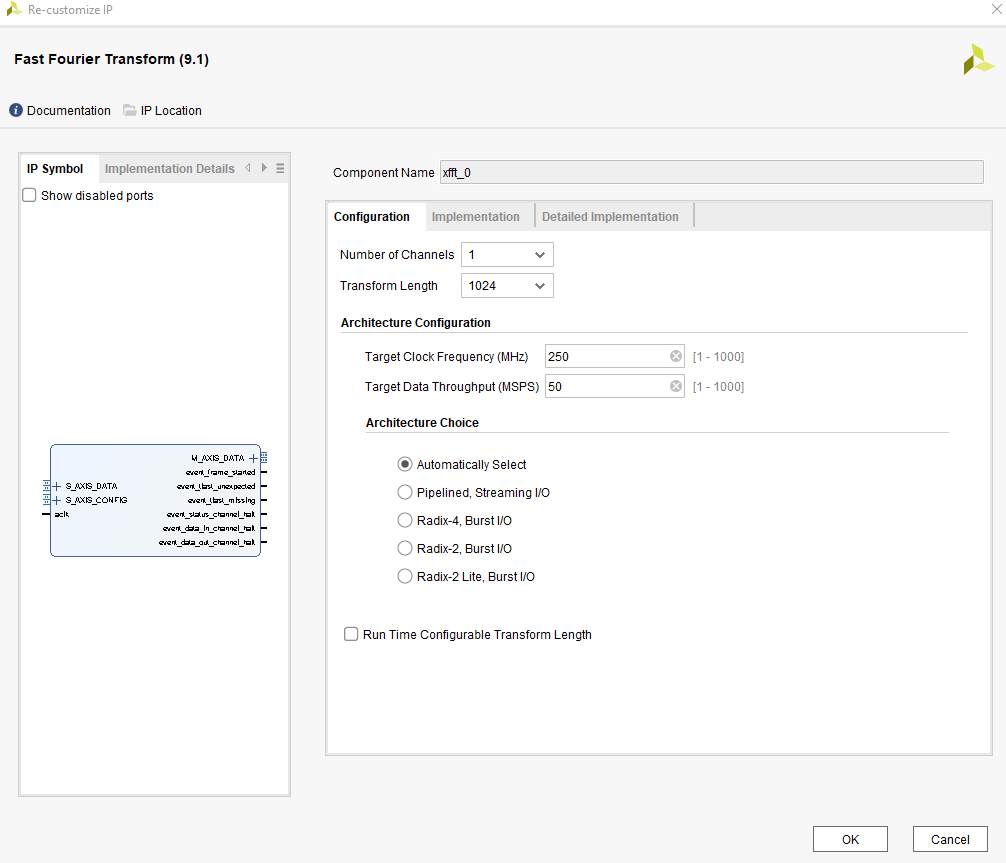 Re-customize IP
Fast Fourier Transform (9.1)
Documentation IP Location
IP Symbol Implementation Details
Show disabled ports
M_AXIS_DATA
event_frame_started
S_AXIS_DATA event_tlast_unexpected
S_AXIS_CONFIG event_tlast_missing
aclk event_status_channel_halt
event_data_in_channel_halt
event_data_out_channel_halt
Component Name xfft_0
Configuration Implementation Detailed Implementation
Number of Channels 1
Transform Length 1024
Architecture Configuration
Target Clock Frequency (MHz) 250 [1 - 1000]
Target Data Throughput (MSPS) 50 [1 - 1000]
Architecture Choice
Automatically Select
Pipelined, Streaming I/O
Radix-4, Burst I/O
Radix-2, Burst I/O
Radix-2 Lite, Burst I/O
Run Time Configurable Transform Length
OK Cancel